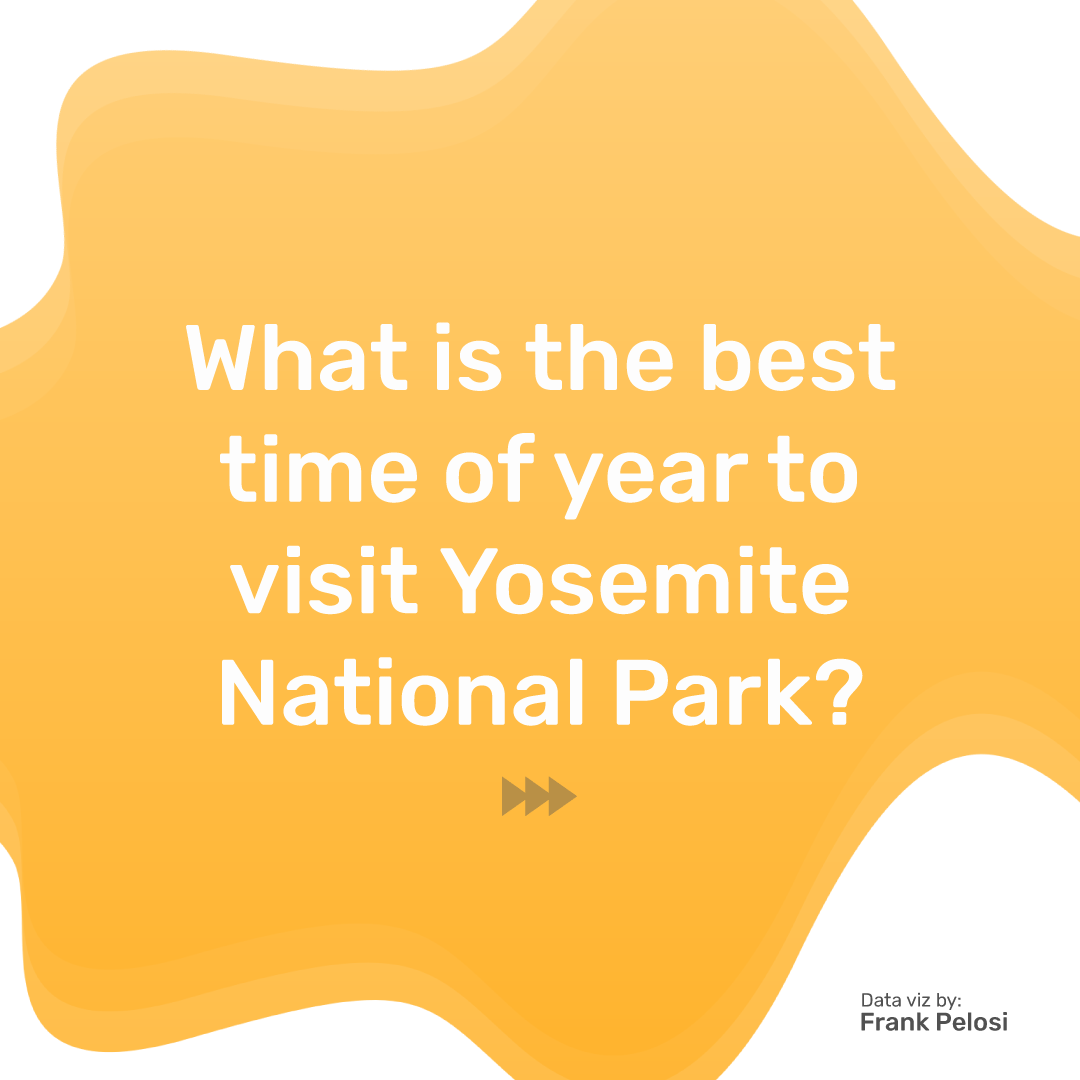 What is the best
time of year to
visit Yosemite
National Park?
Data viz by:
Frank Pelosi